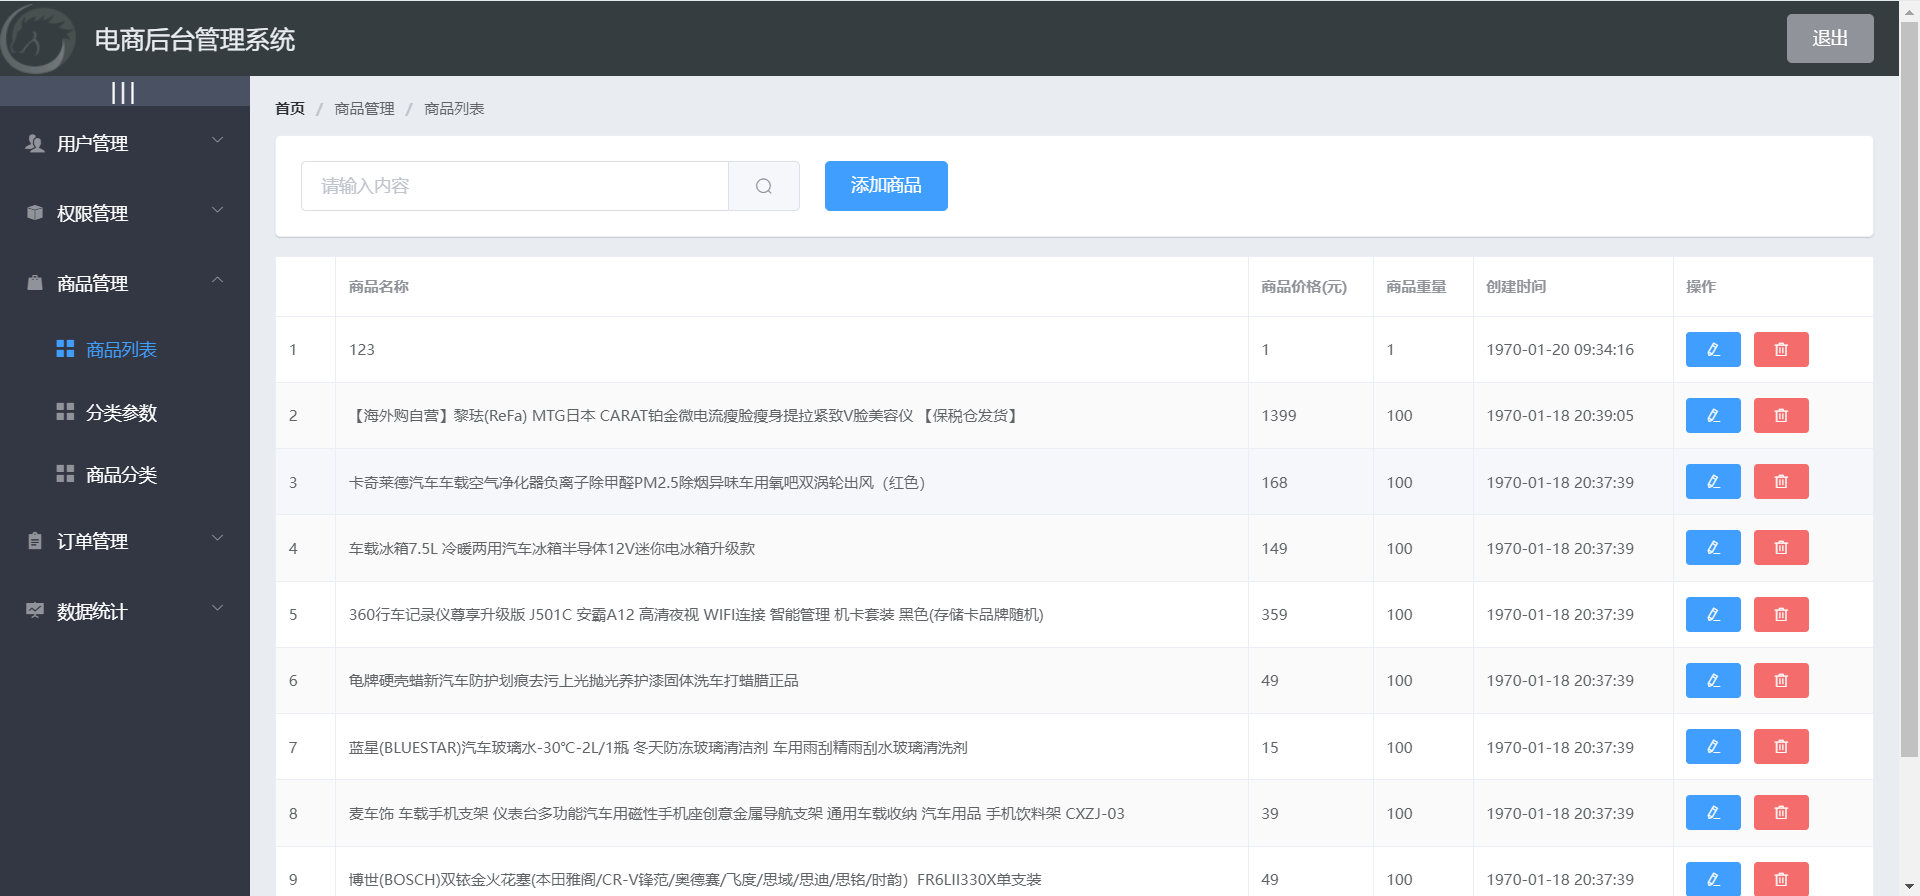 电商后台管理系统
退出
|||
首页 / 商品管理 / 商品列表
用户管理
权限管理
商品管理
商品列表
分类参数
商品分类
订单管理
数据统计
请输入内容
添加商品
商品名称 商品价格(元) 商品重量 创建时间 操作
1 123 1 1 1970-01-20 09:34:16
2 【海外购自营】黎珐(ReFa) MTG日本 CARAT铂金微电流瘦脸瘦身提拉紧致V脸美容仪 【保税仓发货】 1399 100 1970-01-18 20:39:05
3 卡奇莱德汽车车载空气净化器负离子除甲醛PM2.5除烟异味车用氧吧双涡轮出风（红色） 168 100 1970-01-18 20:37:39
4 车载冰箱7.5L 冷暖两用汽车冰箱半导体12V迷你电冰箱升级款 149 100 1970-01-18 20:37:39
5 360行车记录仪尊享升级版 J501C 安霸A12 高清夜视 WIFI连接 智能管理 机卡套装 黑色(存储卡品牌随机) 359 100 1970-01-18 20:37:39
6 龟牌硬壳蜡新汽车防护划痕去污上光抛光养护漆固体洗车打蜡腊正品 49 100 1970-01-18 20:37:39
7 蓝星(BLUESTAR)汽车玻璃水-30℃-2L/1瓶 冬天防冻玻璃清洁剂 车用雨刮精雨刮水玻璃清洗剂 15 100 1970-01-18 20:37:39
8 麦车饰 车载手机支架 仪表台多功能汽车用磁性手机座创意金属导航支架 通用车载收纳 汽车用品 手机饮料架 CXZJ-03 39 100 1970-01-18 20:37:39
9 博世(BOSCH)双铱金火花塞(本田雅阁/CR-V锋范/奥德赛/飞度/思域/思迪/思铭/时韵）FR6LII330X单支装 49 100 1970-01-18 20:37:39